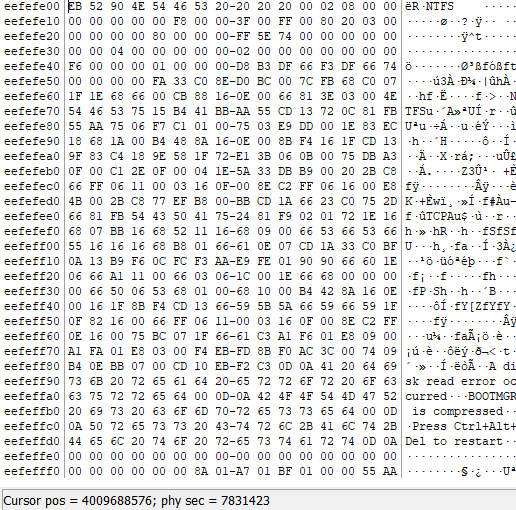 eefefe00 EB 52 90 4E 54 46 53 20-20 20 20 00 02 08 00 00 ëR·NTFS    ·····
eefefe10 00 00 00 00 00 F8 00 00-3F 00 FF 00 80 20 03 00 ·····ø··?·ÿ·· ··
eefefe20 00 00 00 00 80 00 80 00-FF 5E 74 00 00 00 00 00 ········ÿ^t·····
eefefe30 00 00 04 00 00 00 00 00-02 00 00 00 00 00 00 00 ················
eefefe40 F6 00 00 00 01 00 00 00-D8 B3 DF 66 F3 DF 66 74 ö·······Ø³ßfóßft
eefefe50 00 00 00 00 FA 33 C0 8E-D0 BC 00 7C FB 68 C0 07 ····ú3À·Ð¼·|ûhÀ·
eefefe60 1F 1E 68 66 00 CB 88 16-0E 00 66 81 3E 03 00 4E ··hf·Ë····f·>··N
eefefe70 54 46 53 75 15 B4 41 BB-AA 55 CD 13 72 0C 81 FB TFSu·´A»ªUÍ·r··û
eefefe80 55 AA 75 06 F7 C1 01 00-75 03 E9 DD 00 1E 83 EC Uªu·÷Á··u·éÝ···ì
eefefe90 18 68 1A 00 B4 48 8A 16-0E 00 8B F4 16 1F CD 13 ·h··´H·····ô··Í·
eefefea0 9F 83 C4 18 9E 58 1F 72-E1 3B 06 0B 00 75 DB A3 ··Ä··X·rá;···uÛ£
eefefeb0 0F 00 C1 2E 0F 00 04 1E-5A 33 DB B9 00 20 2B C8 ··Á.····Z3Û¹· +È
eefefec0 66 FF 06 11 00 03 16 0F-00 8E C2 FF 06 16 00 E8 fÿ········Âÿ···è
eefefed0 4B 00 2B C8 77 EF B8 00-BB CD 1A 66 23 C0 75 2D K·+Èwï¸·»Í·f#Àu-
eefefee0 66 81 FB 54 43 50 41 75-24 81 F9 02 01 72 1E 16 f·ûTCPAu$·ù··r··
eefefef0 68 07 BB 16 68 52 11 16-68 09 00 66 53 66 53 66 h·»·hR··h··fSfSf
eefeff00 55 16 16 16 68 B8 01 66-61 0E 07 CD 1A 33 C0 BF U···h¸·fa··Í·3À¿
eefeff10 0A 13 B9 F6 0C FC F3 AA-E9 FE 01 90 90 66 60 1E ··¹ö·üóªéþ···f`·
eefeff20 06 66 A1 11 00 66 03 06-1C 00 1E 66 68 00 00 00 ·f¡··f·····fh···
eefeff30 00 66 50 06 53 68 01 00-68 10 00 B4 42 8A 16 0E ·fP·Sh··h··´B···
eefeff40 00 16 1F 8B F4 CD 13 66-59 5B 5A 66 59 66 59 1F ····ôÍ·fY[ZfYfY·
eefeff50 0F 82 16 00 66 FF 06 11-00 03 16 0F 00 8E C2 FF ····fÿ········Âÿ
eefeff60 0E 16 00 75 BC 07 1F 66-61 C3 A1 F6 01 E8 09 00 ···u¼··faÃ¡ö·è··
eefeff70 A1 FA 01 E8 03 00 F4 EB-FD 8B F0 AC 3C 00 74 09 ¡ú·è··ôëý·ð¬<·t·
eefeff80 B4 0E BB 07 00 CD 10 EB-F2 C3 0D 0A 41 20 64 69 ´·»··Í·ëòÃ··A di
eefeff90 73 6B 20 72 65 61 64 20-65 72 72 6F 72 20 6F 63 sk read error oc
eefeffa0 63 75 72 72 65 64 00 0D-0A 42 4F 4F 54 4D 47 52 curred···BOOTMGR
eefeffb0 20 69 73 20 63 6F 6D 70-72 65 73 73 65 64 00 0D  is compressed··
eefeffc0 0A 50 72 65 73 73 20 43-74 72 6C 2B 41 6C 74 2B ·Press Ctrl+Alt+
eefeffd0 44 65 6C 20 74 6F 20 72-65 73 74 61 72 74 0D 0A Del to restart··
eefeffe0 00 00 00 00 00 00 00 00-00 00 00 00 00 00 00 00 ················
eefefff0 00 00 00 00 00 00 8A 01-A7 01 BF 01 00 00 55 AA ········§·¿···Uª
Cursor pos = 4009688576; phy sec = 7831423